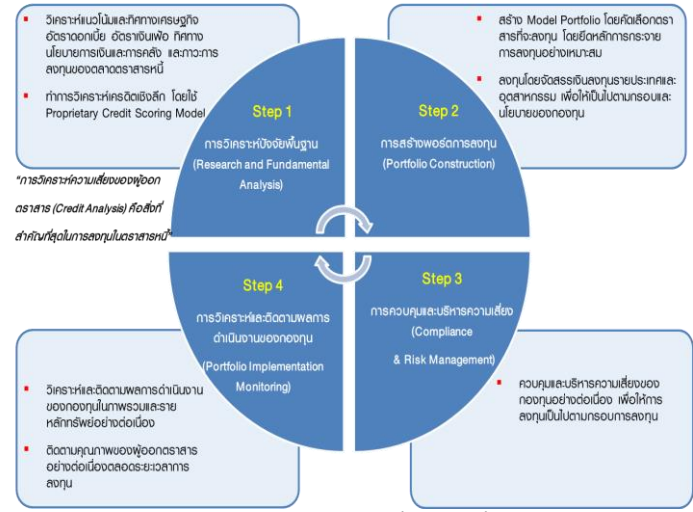 วิเคราะห์แนวโน้มและทิศทางเศรษฐกิจ
อัตราดอกเบี้ย อัตราเงินเฟ้อ ทิศทาง
นโยบายการเงินและการคลัง และภาวะการ
ลงทุนของตลาดตราสารหนี้
ทำการวิเคราะห์เครดิตเชิงลึก โดยใช้
Proprietary Credit Scoring Model
"การวิเคราะห์ความเสี่ยงของผู้ออก
ตราสาร (Credit Analysis) คือสิ่งที่
สำคัญที่สุดในการลงทุนในตราสารหนี้"
Step 1
การวิเคราะห์ปัจจัยพื้นฐาน
(Research and Fundamental
Analysis)
Step 2
การสร้างพอร์ตการลงทุน
(Portfolio Construction)
สร้าง Model Portfolio โดยคัดเลือกตรา
สารที่จะลงทุน โดยยึดหลักการกระจาย
การลงทุนอย่างเหมาะสม
ลงทุนโดยจัดสรรเงินลงทุนรายประเทศและ
อุตสาหกรรม เพื่อให้เป็นไปตามกรอบและ
นโยบายของกองทุน
Step 4
การวิเคราะห์และติดตามผลการ
ดำเนินงานของกองทุน
(Portfolio Implementation
Monitoring)
Step 3
การควบคุมและบริหารความเสี่ยง
(Compliance
& Risk Management)
วิเคราะห์และติดตามผลการดำเนินงาน
ของกองทุนในภาพรวมและราย
หลักทรัพย์อย่างต่อเนื่อง
ติดตามคุณภาพของผู้ออกตราสาร
อย่างต่อเนื่องตลอดระยะเวลาการ
ลงทุน
ควบคุมและบริหารความเสี่ยงของ
กองทุนอย่างต่อเนื่อง เพื่อให้การ
ลงทุนเป็นไปตามกรอบการลงทุน